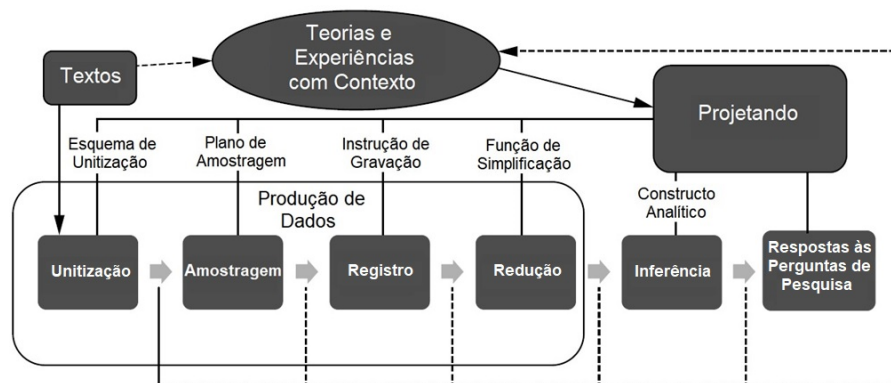 Teorias e
Experiências
com Contexto
Textos
Projetando
Esquema de
Unitização
Plano de
Amostragem
Instrução de
Gravação
Função de
Simplificação
Constructo
Analítico
Produção de
Dados
Unitização
Amostragem
Registro
Redução
Inferência
Respostas às
Perguntas de
Pesquisa